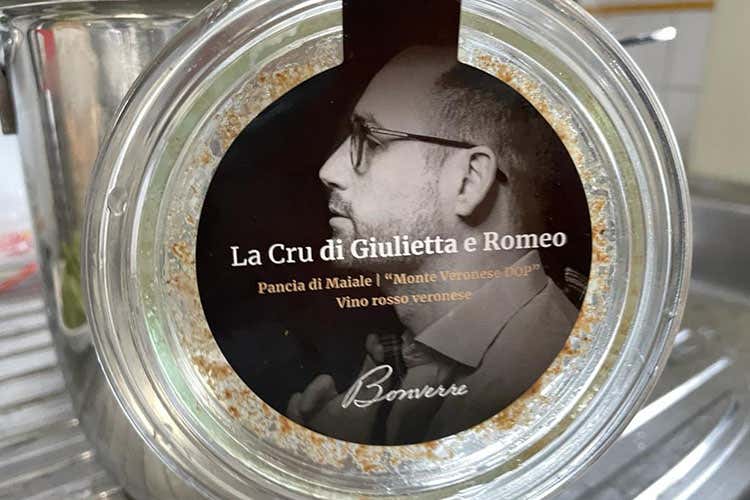 La Cru di Giulietta e Romeo
Pancia di Maiale | "Monte Veronese DOP"
Vino rosso veronese
Bonverre